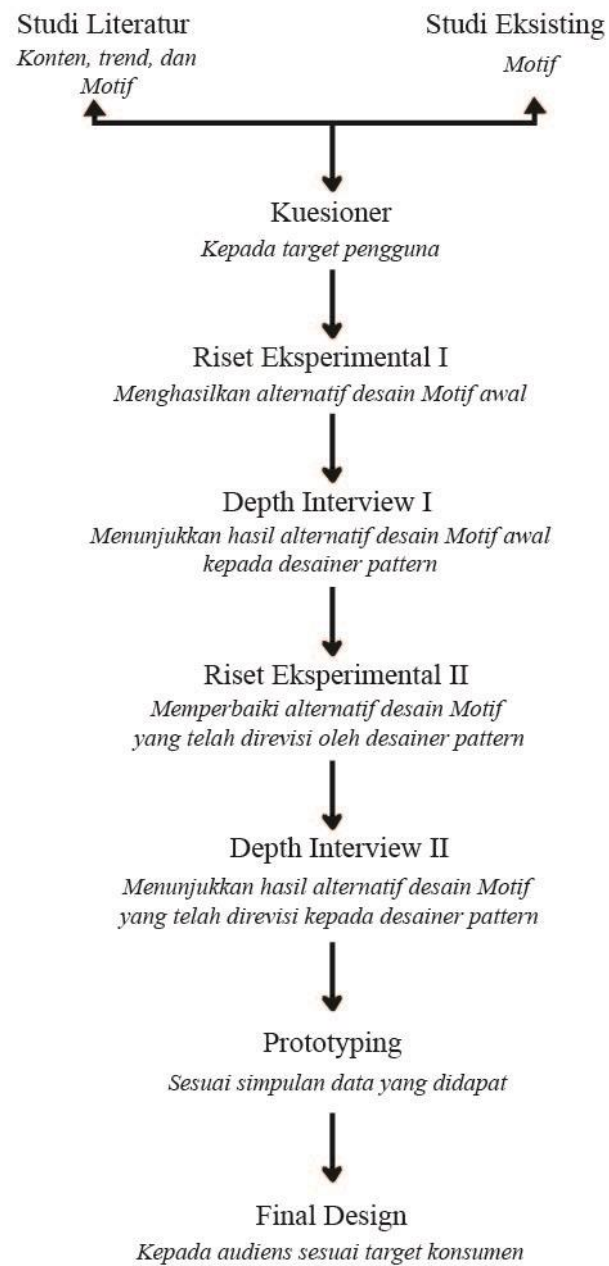 Studi Literatur
Konten, trend, dan
Motif
Studi Eksisting
Motif
Kuesioner
Kepada target pengguna
Riset Eksperimental I
Menghasilkan alternatif desain Motif awal
Depth Interview I
Menunjukkan hasil alternatif desain Motif awal
kepada desainer pattern
Riset Eksperimental II
Memperbaiki alternatif desain Motif
yang telah direvisi oleh desainer pattern
Depth Interview II
Menunjukkan hasil alternatif desain Motif
yang telah direvisi kepada desainer pattern
Prototyping
Sesuai simpulan data yang didapat
Final Design
Kepada audiens sesuai target konsumen